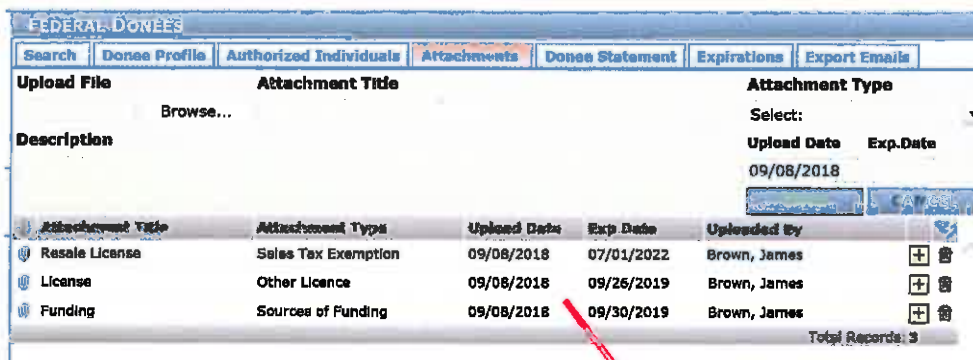 FEDERAL DONEES
Search Donee Profile Authorized Individuals Attachments Donee Statement Expirations Export Emails
Upload File Attachment Title Attachment Type
Browse... Select:
Description Upload Date Exp.Date
09/08/2018
Attachment Title Attachment Type Upload Date Exp Date Uploaded By
Resale License Sales Tax Exemption 09/08/2018 07/01/2022 Brown, James
License Other Licence 09/08/2018 09/26/2019 Brown, James
Funding Sources of Funding 09/08/2018 09/30/2019 Brown, James
Total Records: 3